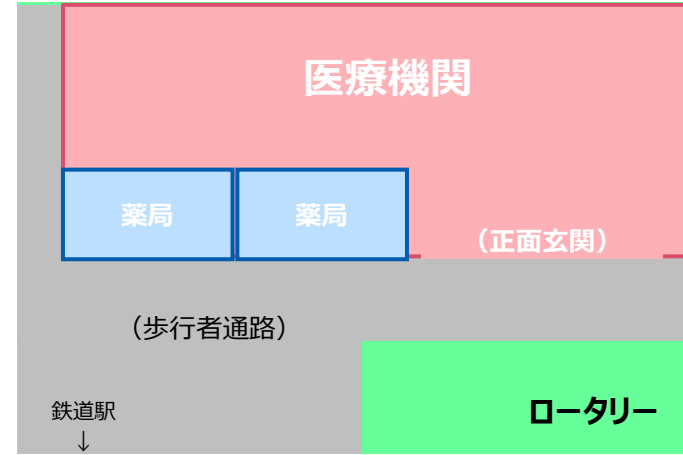 医療機関
薬局
薬局
（正面玄関）
（歩行者通路）
ロータリー
鉄道駅
↓